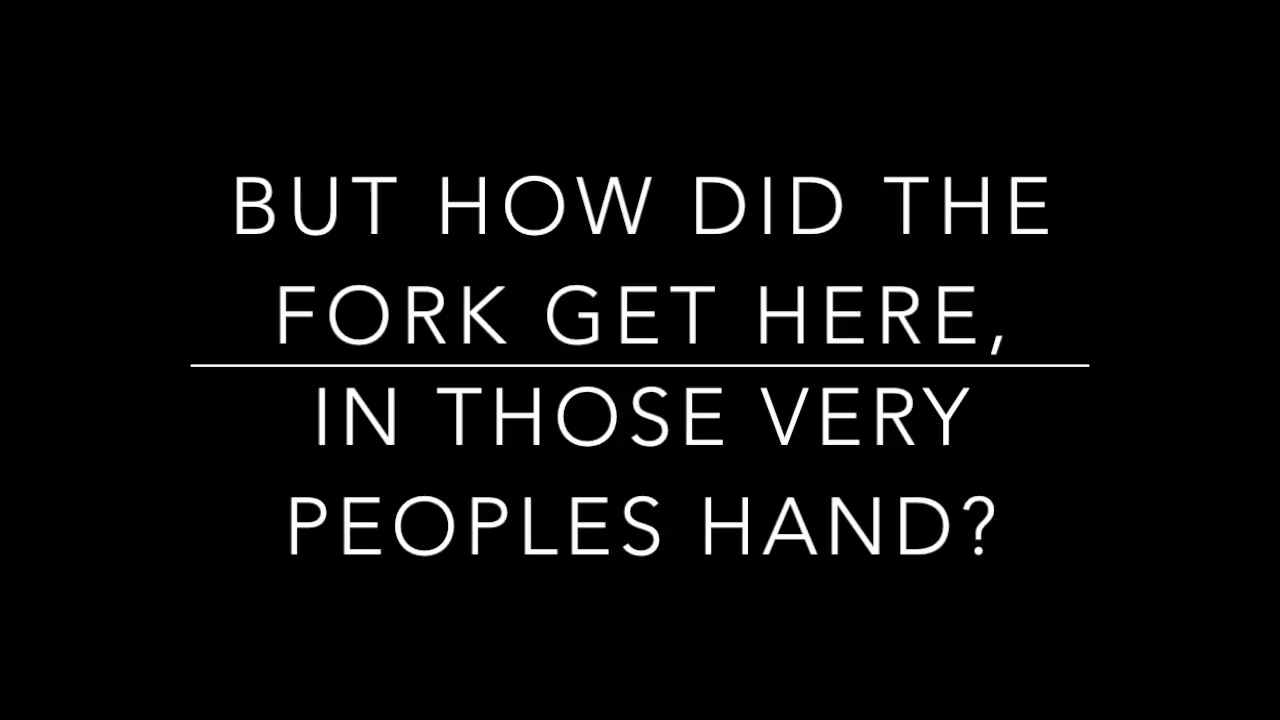 BUT HOW DID THE
FORK GET HERE,
IN THOSE VERY
PEOPLES HAND?